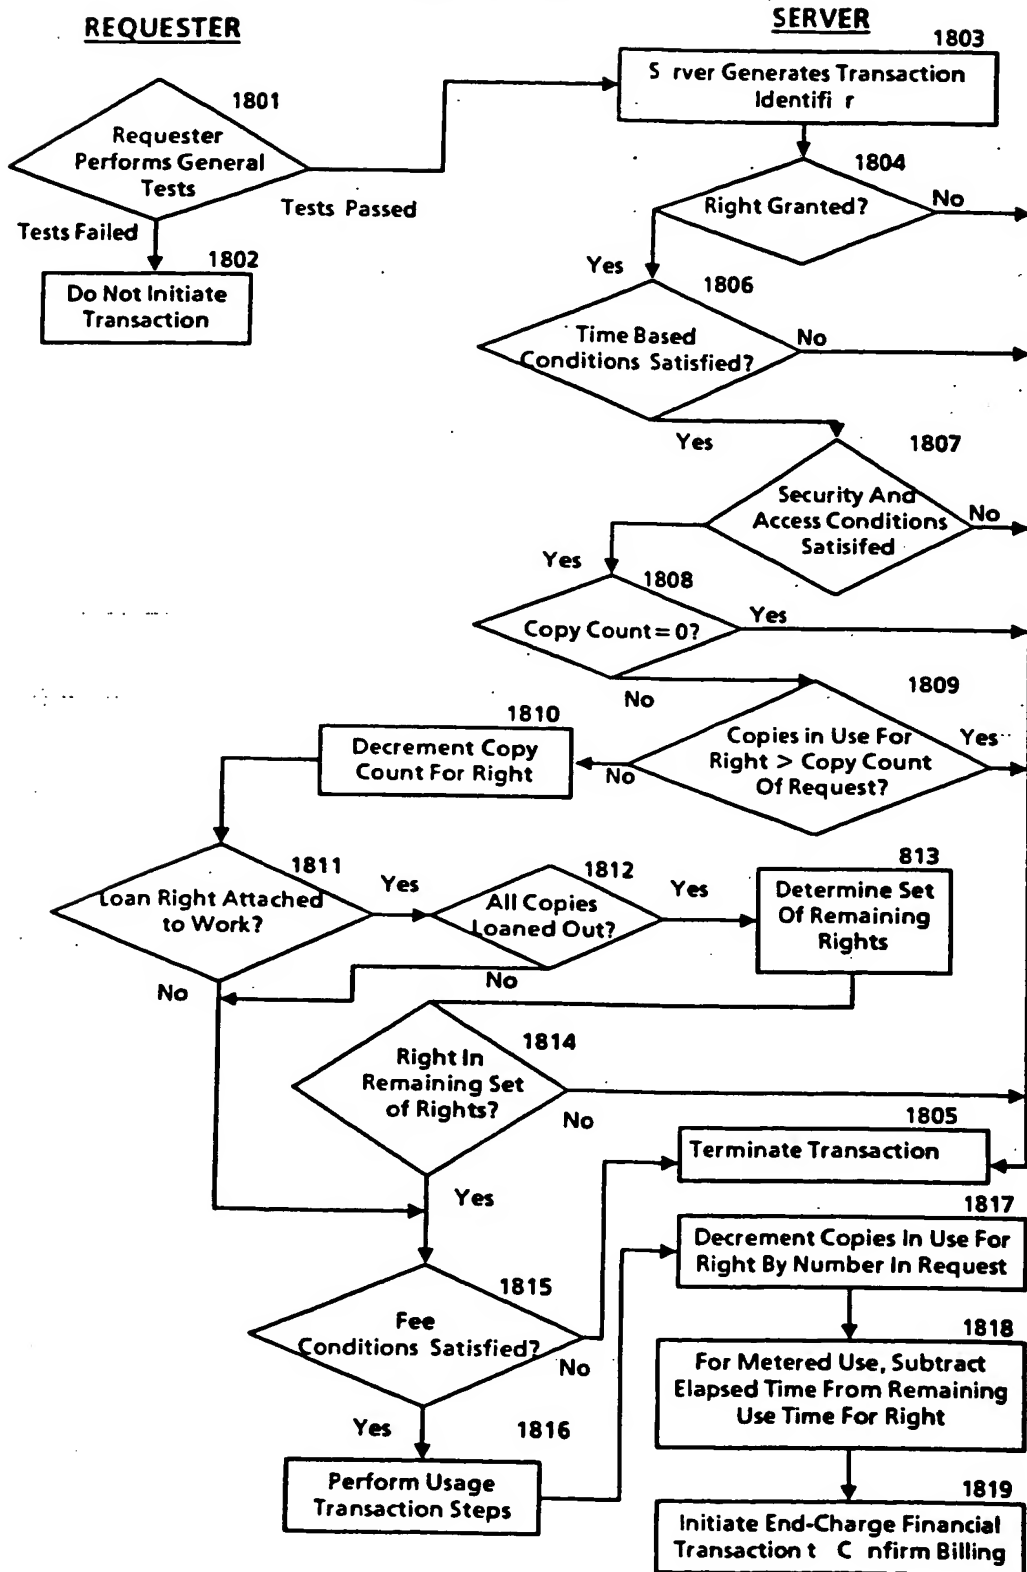 REQUESTER
SERVER
1803
S rver Generates Transaction
Identifi r
1801
Requester
Performs General
Tests
Tests Passed
Tests Failed
1802
Do Not Initiate
Transaction
1804
Right Granted?
No
Yes
1806
Time Based
Conditions Satisfied?
No
Yes
1807
Security And
Access Conditions
Satisifed
No
Yes
1808
Copy Count = 0?
Yes
No
1809
Copies in Use For
Right > Copy Count
Of Request?
Yes
No
1810
Decrement Copy
Count For Right
1811
Loan Right Attached
to Work?
Yes
No
1812
All Copies
Loaned Out?
Yes
No
813
Determine Set
Of Remaining
Rights
1814
Right In
Remaining Set
of Rights?
No
Yes
1805
Terminate Transaction
1815
Fee
Conditions Satisfied?
No
Yes
1816
Perform Usage
Transaction Steps
1817
Decrement Copies In Use For
Right By Number In Request
1818
For Metered Use, Subtract
Elapsed Time From Remaining
Use Time For Right
1819
Initiate End-Charge Financial
Transaction t C nfirm Billing